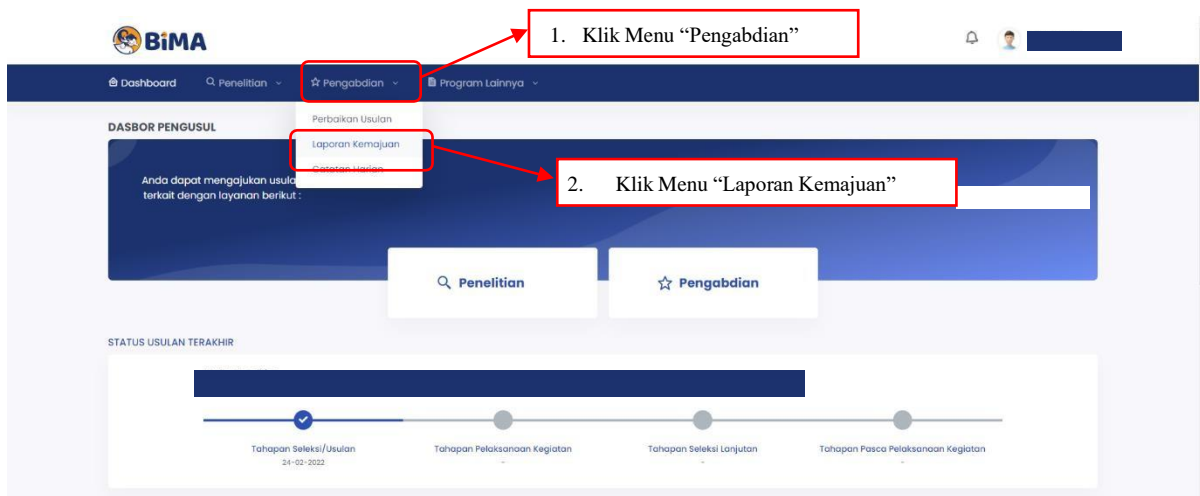 BiMA
1. Klik Menu “Pengabdian”
Dashboard Penelitian Pengabdian Program Lainnya
DASBOR PENGUSUL
Perbaikan Usulan
Laporan Kemajuan
Catatan Harian
Anda dapat mengajukan usula
terkait dengan layanan berikut :
2. Klik Menu “Laporan Kemajuan”
Penelitian Pengabdian
STATUS USULAN TERAKHIR
Tahapan Seleksi/Usulan Tahapan Pelaksanaan Kegiatan Tahapan Seleksi Lanjutan Tahapan Pasca Pelaksanaan Kegiatan
24-02-2022 - - -